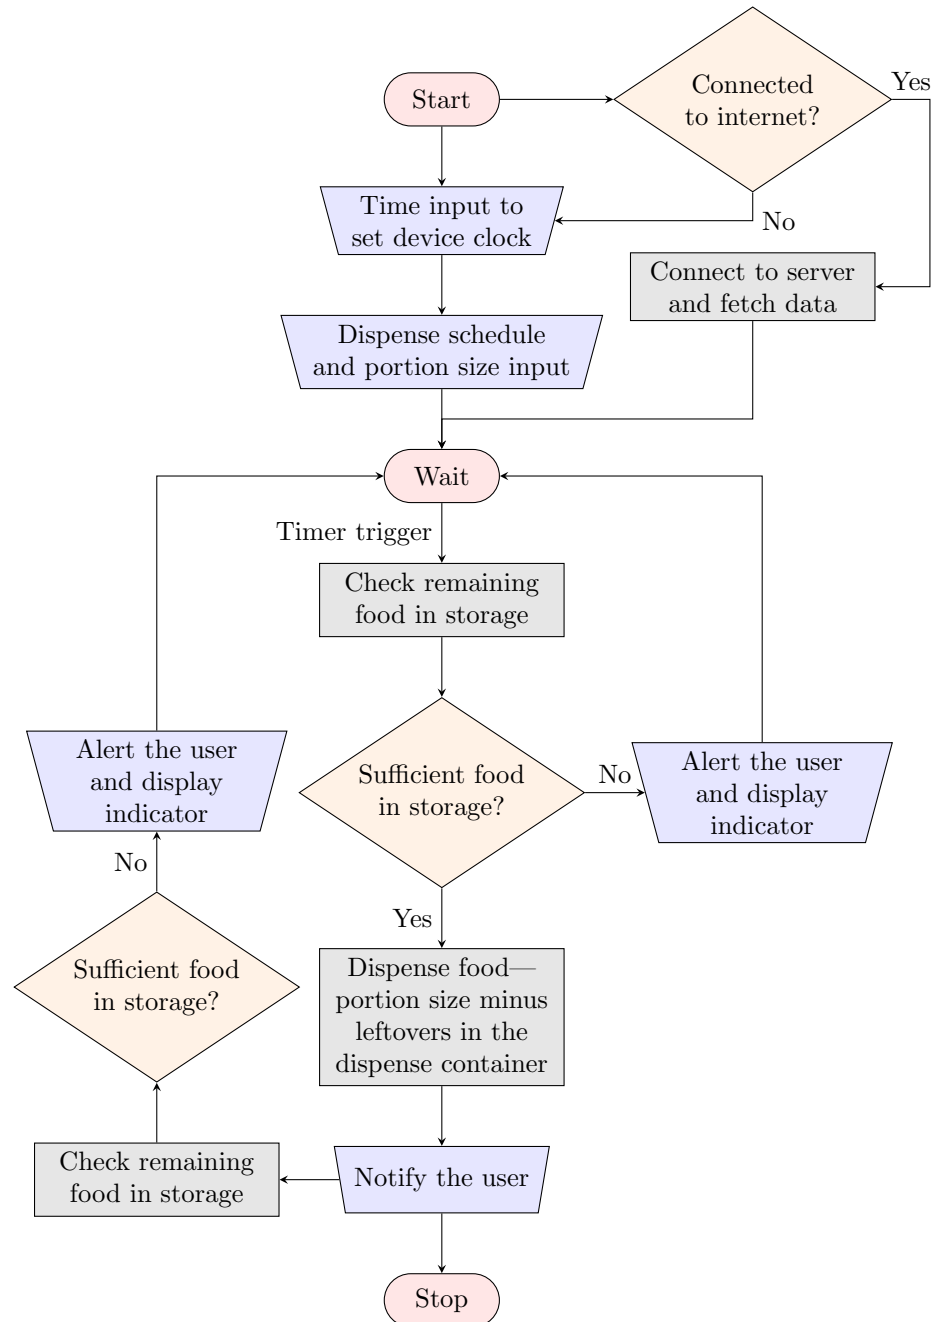 Start
Connected
to internet?
Yes
No
Time input to
set device clock
Connect to server
and fetch data
Dispense schedule
and portion size input
Wait
Timer trigger
Check remaining
food in storage
Sufficient food
in storage?
No
Alert the user
and display
indicator
Alert the user
and display
indicator
No
Yes
Sufficient food
in storage?
Dispense food—
portion size minus
leftovers in the
dispense container
Check remaining
food in storage
Notify the user
Stop